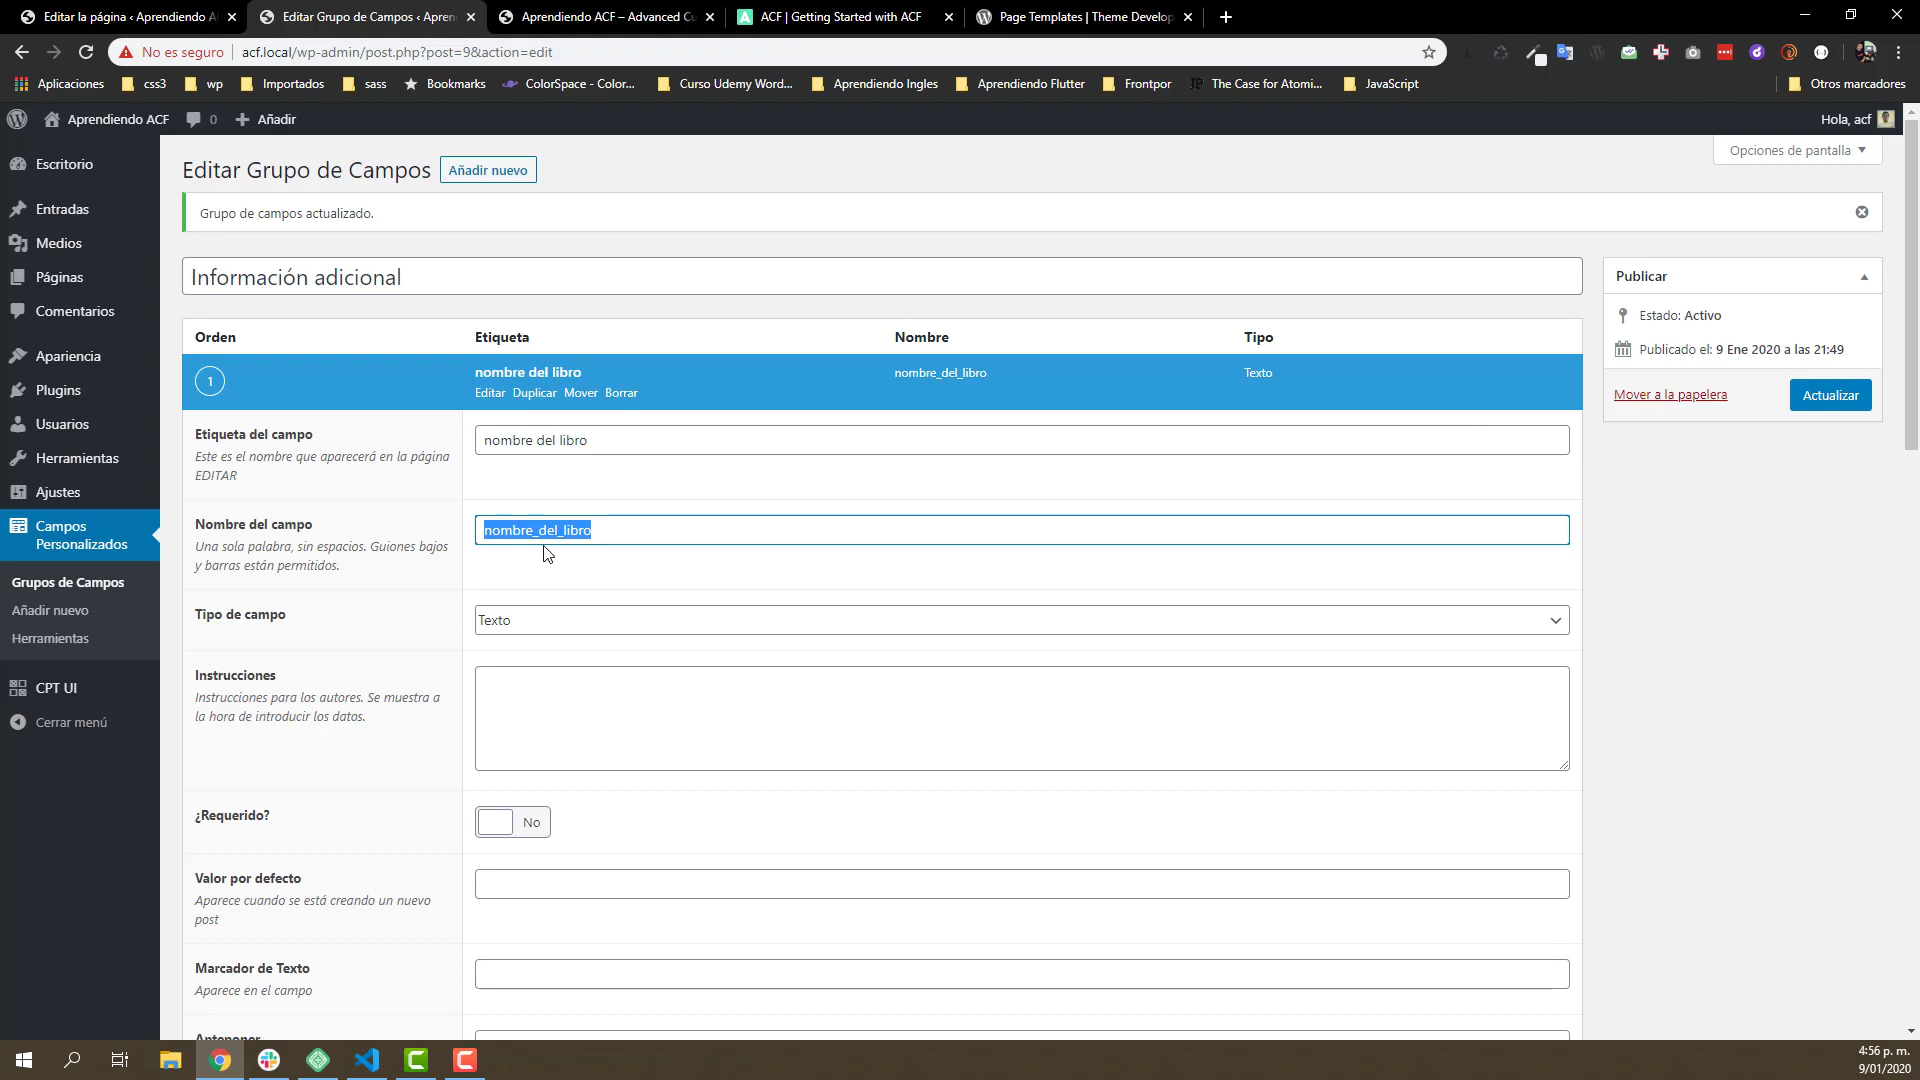 Editar la página ‹ Aprendiendo A
Editar Grupo de Campos ‹ Apren
Aprendiendo ACF – Advanced Cu
ACF | Getting Started with ACF
Page Templates | Theme Develop
No es seguro
acf.local/wp-admin/post.php?post=9&action=edit
Aplicaciones
css3
wp
Importados
sass
Bookmarks
ColorSpace - Color...
Curso Udemy Word...
Aprendiendo Ingles
Aprendiendo Flutter
Frontpor
The Case for Atomi...
JavaScript
Otros marcadores
Aprendiendo ACF
0
Añadir
Hola, acf
Escritorio
Entradas
Medios
Páginas
Comentarios
Apariencia
Plugins
Usuarios
Herramientas
Ajustes
Campos
Personalizados
Grupos de Campos
Añadir nuevo
Herramientas
CPT UI
Cerrar menú
Opciones de pantalla
Editar Grupo de Campos
Añadir nuevo
Grupo de campos actualizado.
Información adicional
Orden
Etiqueta
Nombre
Tipo
1
nombre del libro
nombre_del_libro
Texto
Editar Duplicar Mover Borrar
Etiqueta del campo
Este es el nombre que aparecerá en la página
EDITAR
nombre del libro
Nombre del campo
Una sola palabra, sin espacios. Guiones bajos
y barras están permitidos.
nombre_del_libro
Tipo de campo
Texto
Instrucciones
Instrucciones para los autores. Se muestra a
la hora de introducir los datos.
¿Requerido?
No
Valor por defecto
Aparece cuando se está creando un nuevo
post
Marcador de Texto
Aparece en el campo
Anteponer
Publicar
Estado: Activo
Publicado el: 9 Ene 2020 a las 21:49
Mover a la papelera
Actualizar
4:56 p. m.
9/01/2020